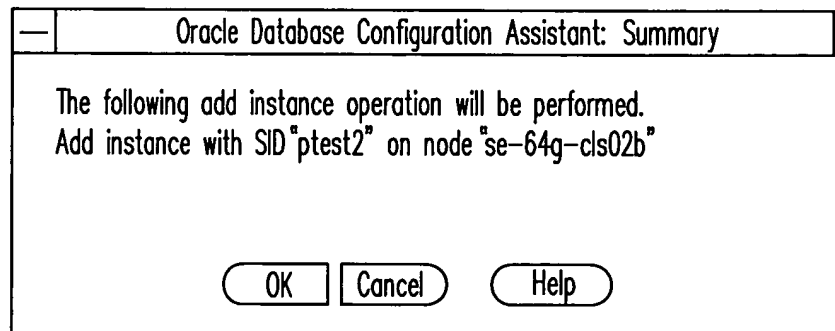 Oracle Database Configuration Assistant: Summary
The following add instance operation will be performed.
Add instance with SID "ptest2" on node "se-64g-cls02b"
OK Cancel Help